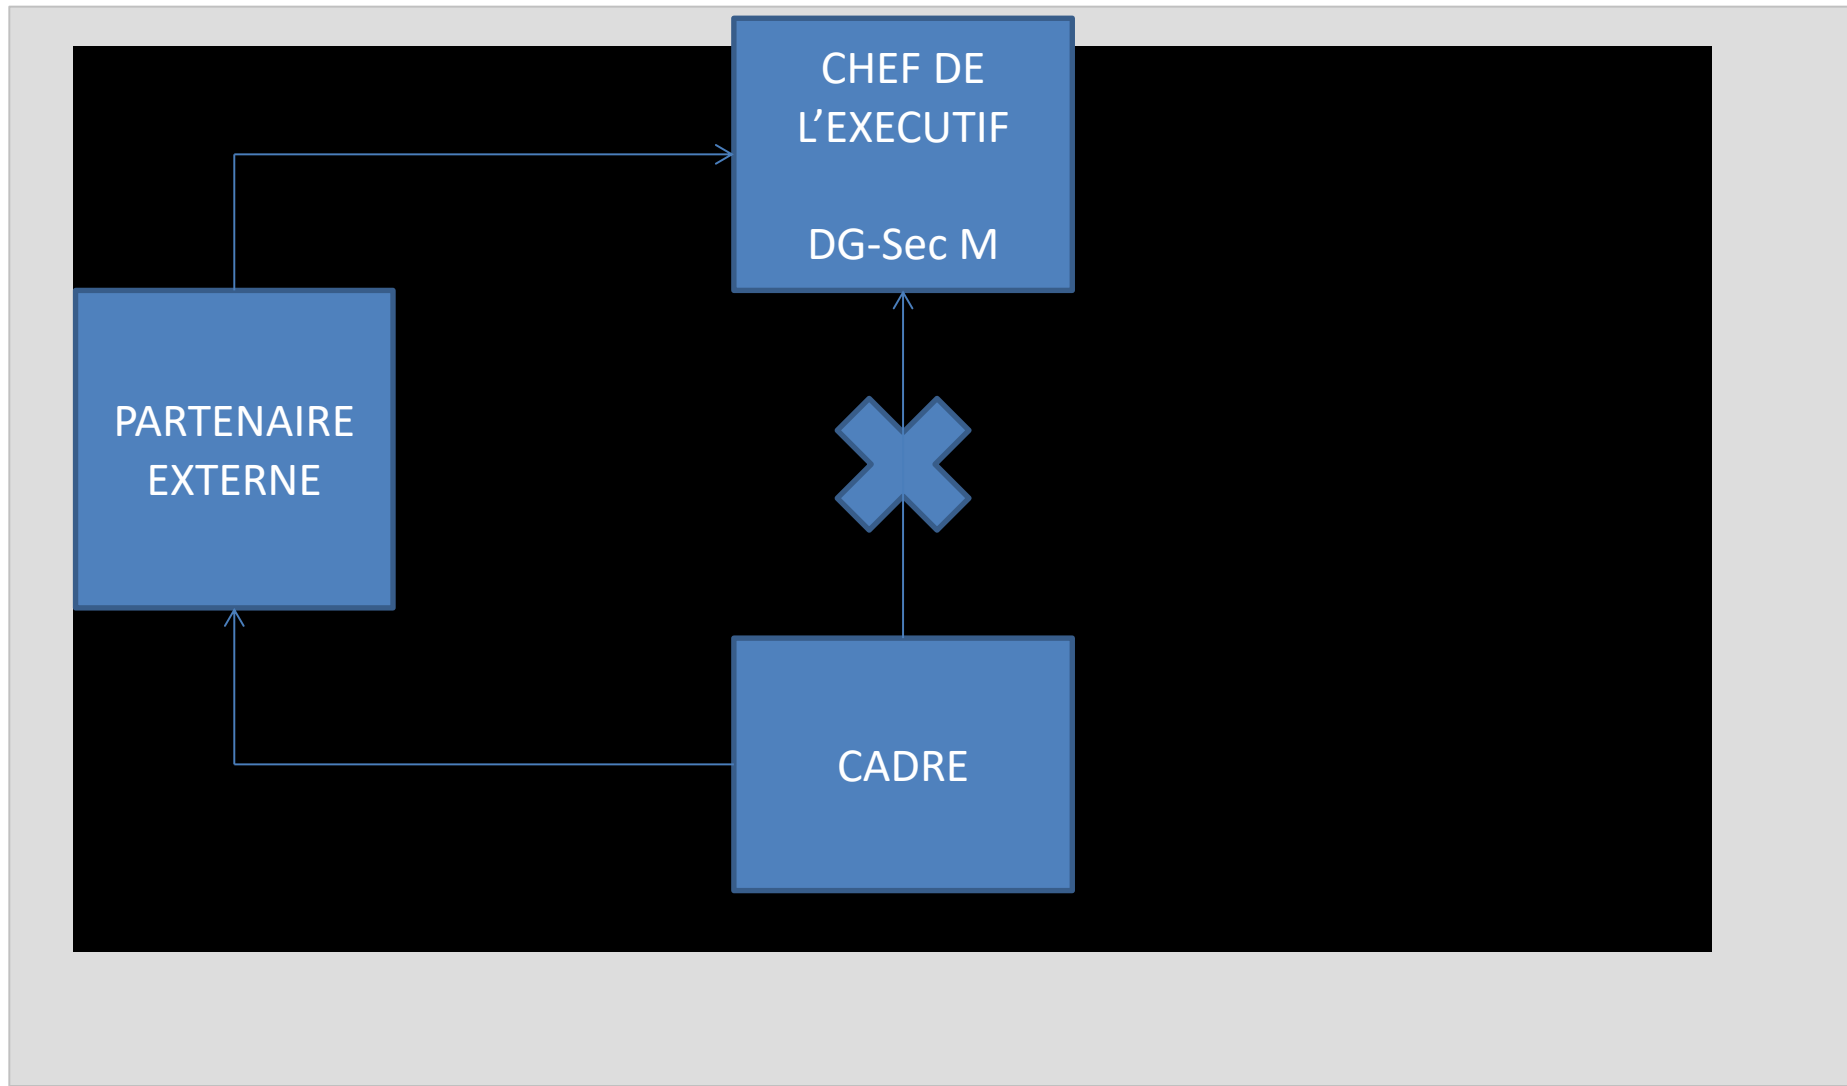 CHEF DE
L’EXECUTIF
DG-Sec M
PARTENAIRE
EXTERNE
CADRE